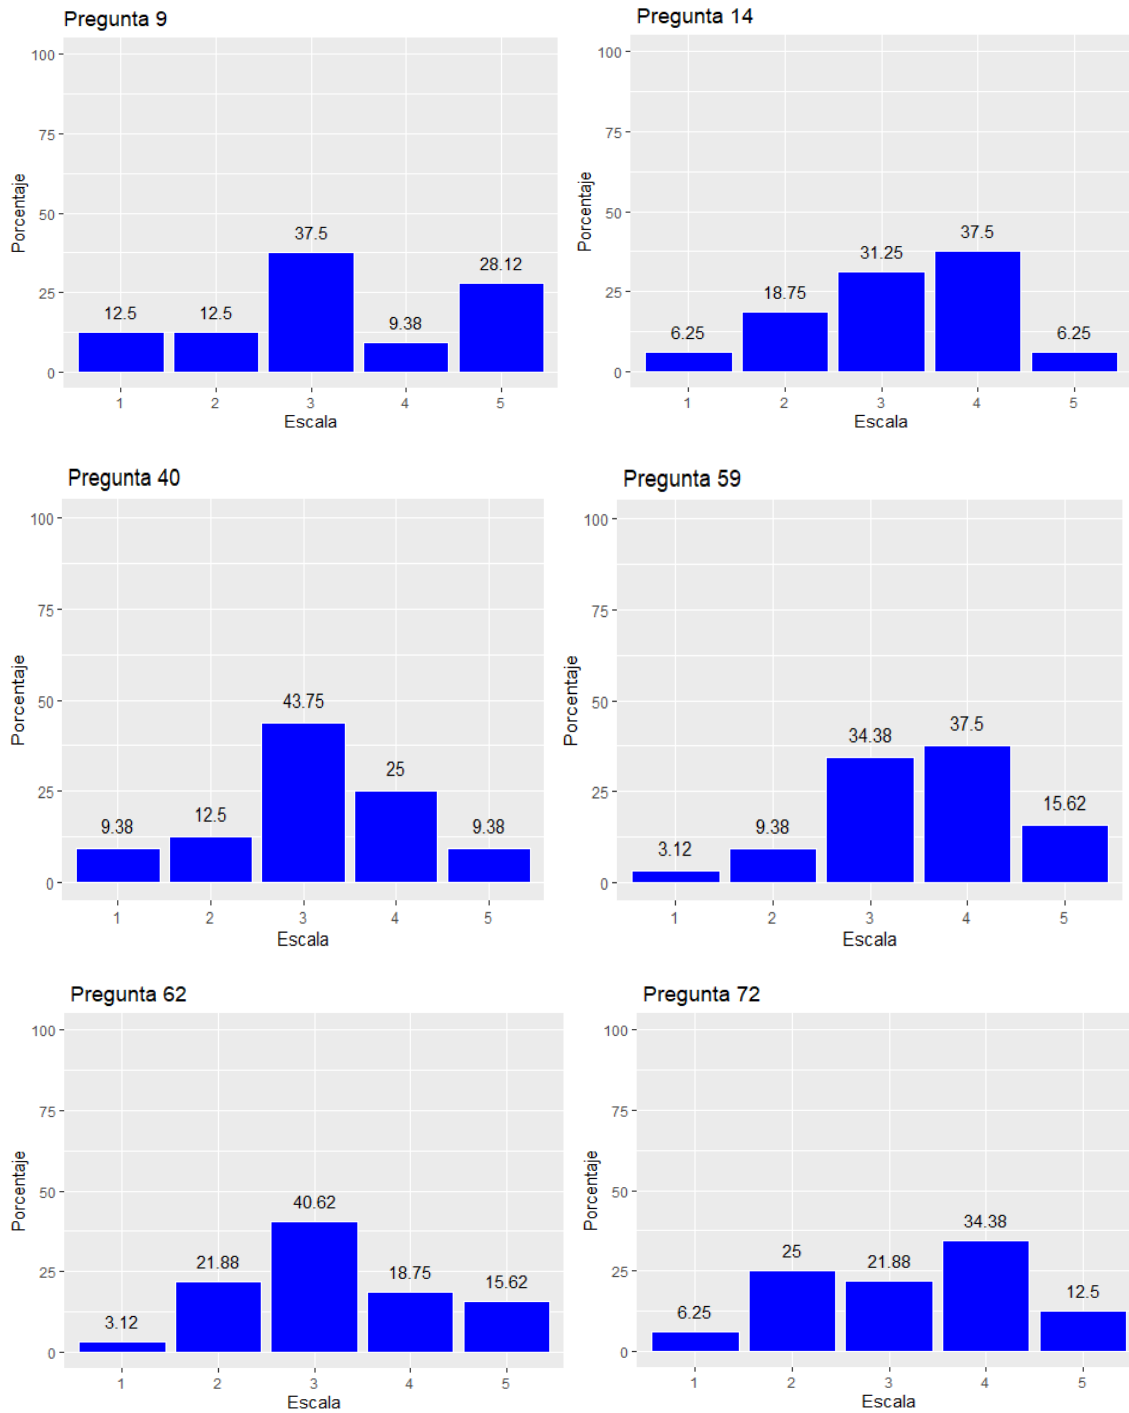 Pregunta 9
100
75
50
25
0
Porcentaje
12.5
12.5
37.5
9.38
28.12
1 2 3 4 5
Escala
Pregunta 14
100
75
50
25
0
Porcentaje
6.25
18.75
31.25
37.5
6.25
1 2 3 4 5
Escala
Pregunta 40
100
75
50
25
0
Porcentaje
9.38
12.5
43.75
25
9.38
1 2 3 4 5
Escala
Pregunta 59
100
75
50
25
0
Porcentaje
3.12
9.38
34.38
37.5
15.62
1 2 3 4 5
Escala
Pregunta 62
100
75
50
25
0
Porcentaje
3.12
21.88
40.62
18.75
15.62
1 2 3 4 5
Escala
Pregunta 72
100
75
50
25
0
Porcentaje
6.25
25
21.88
34.38
12.5
1 2 3 4 5
Escala